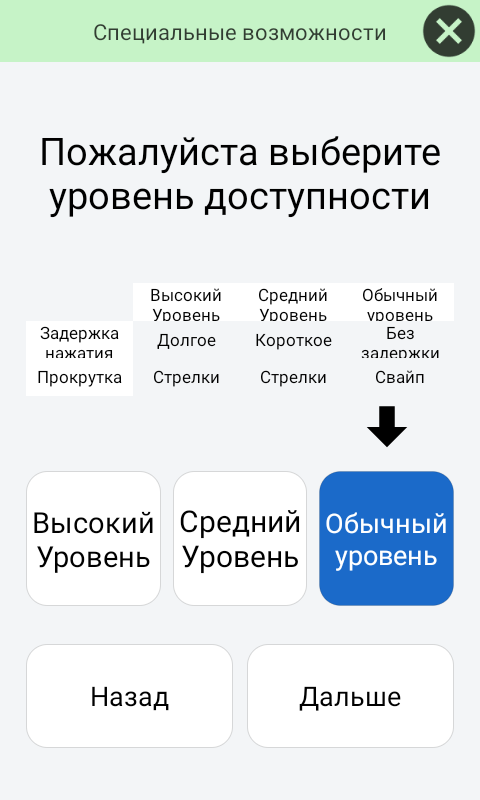 Специальные возможности
Пожалуйста выберите
уровень доступности
Высокий Средний Обычный
Уровень Уровень уровень
Задержка Долгое Короткое Без
нажатия задержки
Прокрутка Стрелки Стрелки Свайп
Высокий Средний Обычный
Уровень Уровень уровень
Назад Дальше